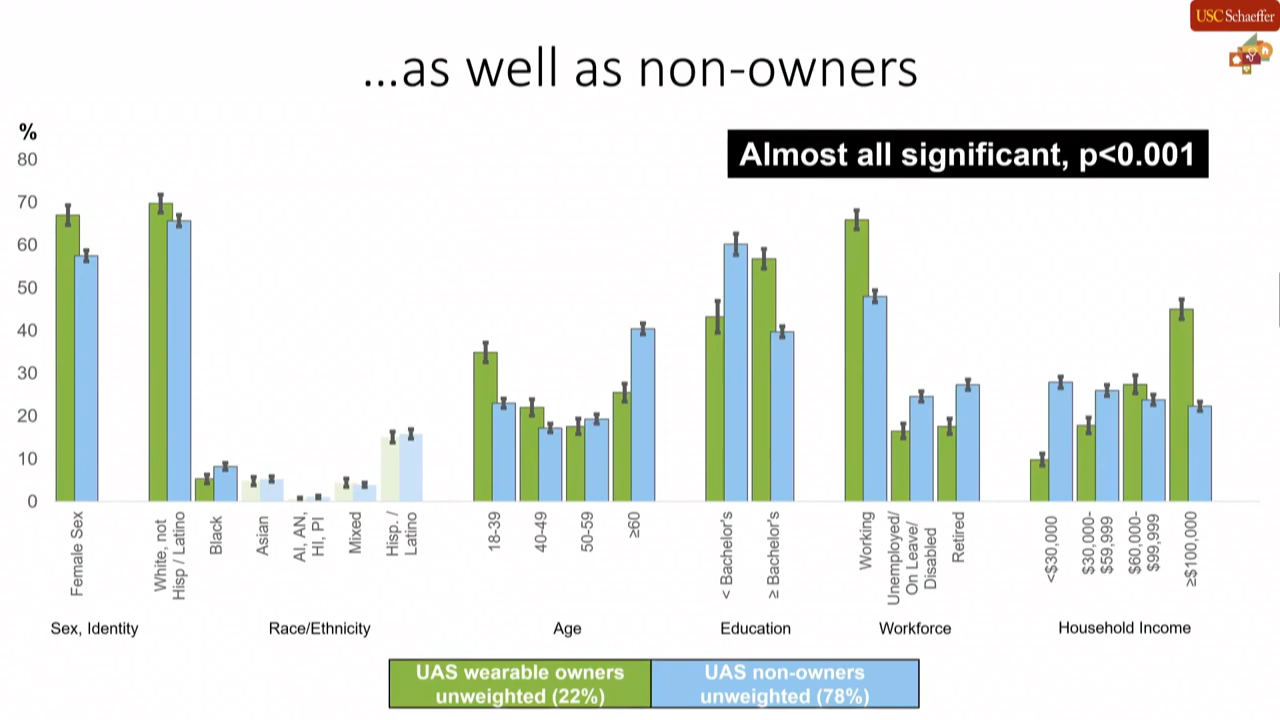 USC Schaeffer
...as well as non-owners
%
80
70
60
50
40
30
20
10
0
Almost all significant, p<0.001
Female Sex
White, not
Hisp / Latino
Black
Asian
AI, AN,
HI, PI
Mixed
Hisp. /
Latino
18-39
40-49
50-59
≥60
< Bachelor's
≥ Bachelor's
Working
Unemployed/
On Leave/
Disabled
Retired
<$30,000
$30,000-
$59,999
$60,000-
$99,999
≥$100,000
Sex, Identity
Race/Ethnicity
Age
Education
Workforce
Household Income
UAS wearable owners
unweighted (22%)
UAS non-owners
unweighted (78%)